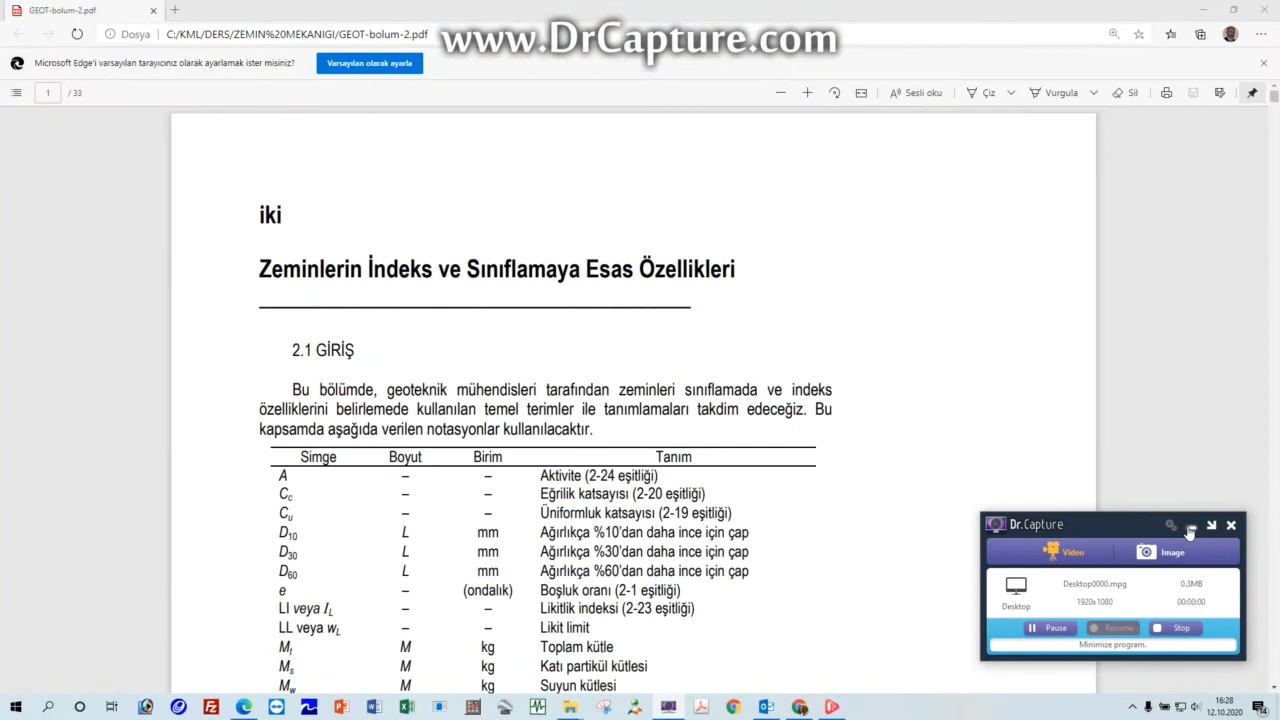 GEOT-bolum-2.pdf
Dosya
C:/KML/DERS/ZEMIN%20MEKANIGI/GEOT-bolum-2.pdf
www.DrCapture.com
Microsoft Edge'i varsayılan tarayıcınız olarak ayarlamak ister misiniz?
Varsayılan olarak ayarla
1 / 33
Sesli oku
Çiz
Vurgula
Sil
iki
Zeminlerin İndeks ve Sınıflamaya Esas Özellikleri
2.1 GİRİŞ
Bu bölümde, geoteknik mühendisleri tarafından zeminleri sınıflamada ve indeks
özelliklerini belirlemede kullanılan temel terimler ile tanımlamaları takdim edeceğiz. Bu
kapsamda aşağıda verilen notasyonlar kullanılacaktır.
Simge Boyut Birim Tanım
A – – Aktivite (2-24 eşitliği)
Cc – – Eğrilik katsayısı (2-20 eşitliği)
Cu – – Üniformluk katsayısı (2-19 eşitliği)
D10 L mm Ağırlıkça %10'dan daha ince için çap
D30 L mm Ağırlıkça %30'dan daha ince için çap
D60 L mm Ağırlıkça %60'dan daha ince için çap
e – (ondalık) Boşluk oranı (2-1 eşitliği)
LI veya IL – – Likitlik indeksi (2-23 eşitliği)
LL veya wL – – Likit limit
Mt M kg Toplam kütle
Ms M kg Katı partikül kütlesi
Mw M kg Suyun kütlesi
Dr.Capture
Video
Image
Desktop
Desktop0000.mpg 0.3MB
1920x1080 00:00:00
Pause
Resume
Stop
Minimize program.
16:28
12.10.2020
14